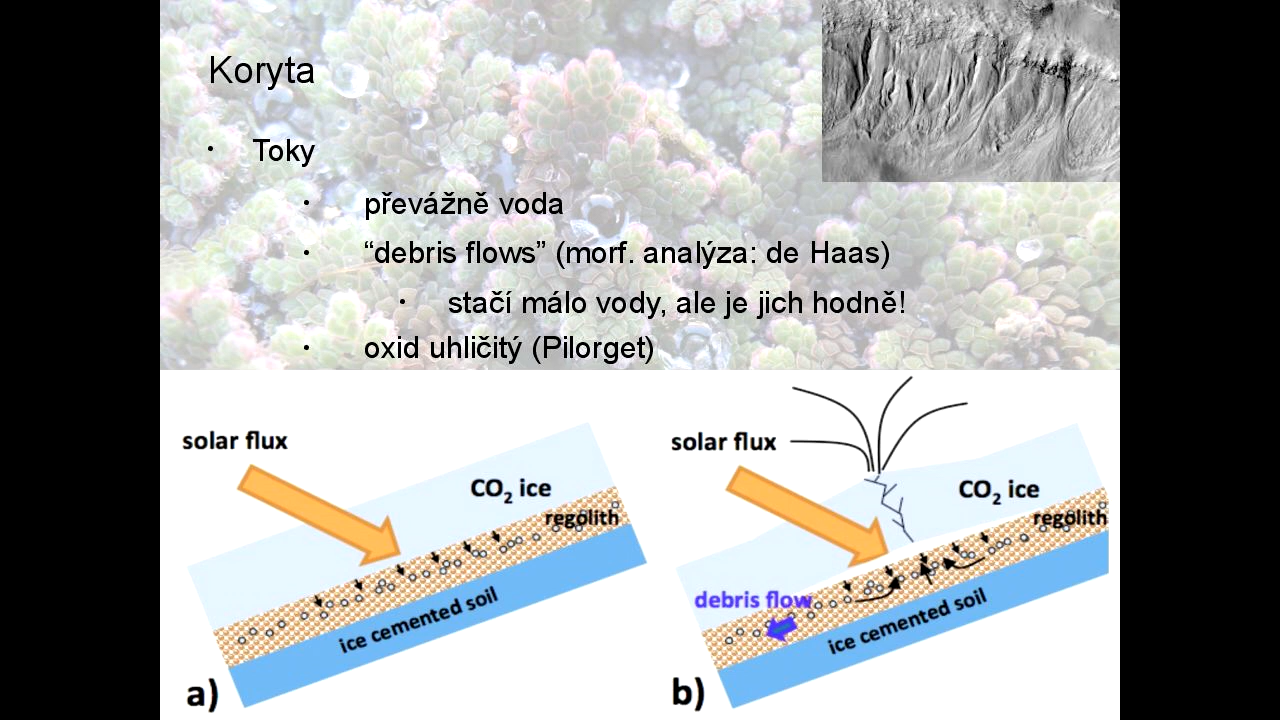 Koryta
• Toky
• převážně voda
• “debris flows” (morf. analýza: de Haas)
• stačí málo vody, ale je jich hodně!
• oxid uhličitý (Pilorget)
solar flux
CO₂ ice
regolith
ice cemented soil
a)
solar flux
CO₂ ice
regolith
debris flow
ice cemented soil
b)